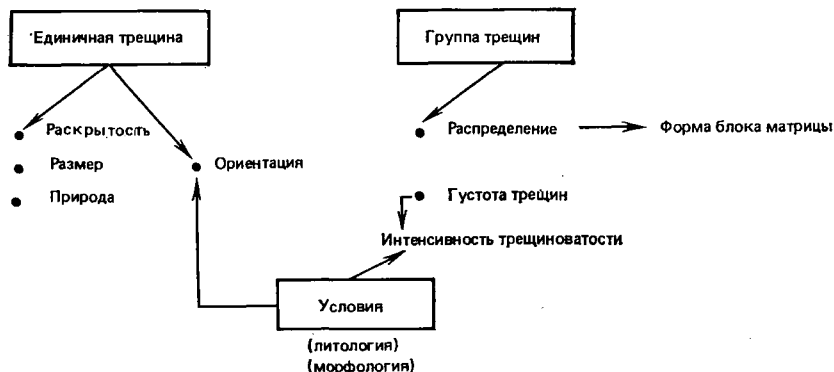 Единичная трещина
Группа трещин
Раскрытость
Распределение
Форма блока матрицы
Размер
Ориентация
Природа
Густота трещин
Интенсивность трещиноватости
Условия
(литология)
(морфология)